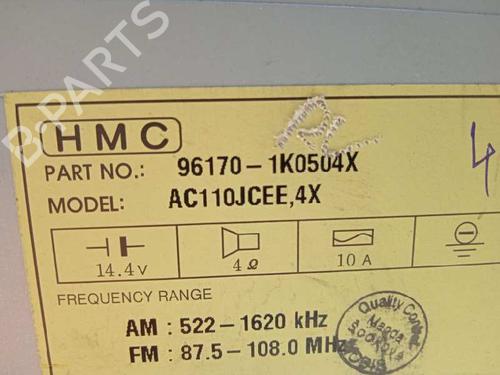 HMC
PART NO.: 96170-1K0504X
MODEL: AC110JCEE,4X
14.4v 4Ω 10 A
FREQUENCY RANGE
AM : 522-1620 kHz
FM : 87.5-108.0 MHz
4
Quality Control
B-PARTS